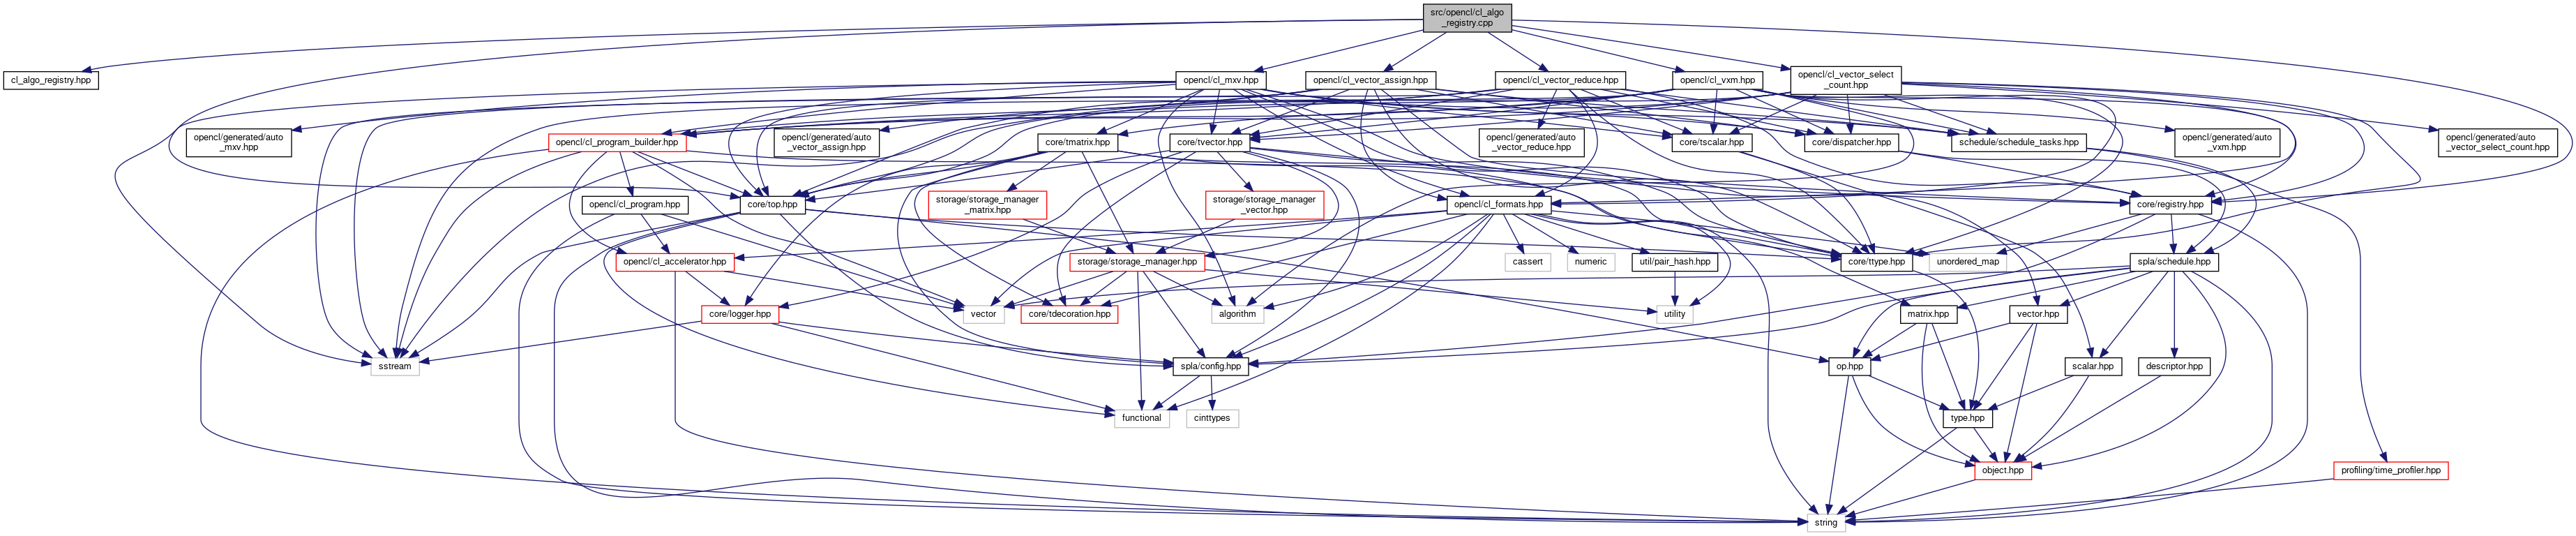 src/opencl/cl_algo
_registry.cpp
cl_algo_registry.hpp
opencl/cl_mxv.hpp
opencl/cl_vector_assign.hpp
opencl/cl_vector_reduce.hpp
opencl/cl_vxm.hpp
opencl/cl_vector_select
_count.hpp
opencl/generated/auto
_mxv.hpp
opencl/cl_program_builder.hpp
opencl/generated/auto
_vector_assign.hpp
core/tmatrix.hpp
core/tvector.hpp
opencl/generated/auto
_vector_reduce.hpp
core/tscalar.hpp
core/dispatcher.hpp
schedule/schedule_tasks.hpp
opencl/generated/auto
_vxm.hpp
opencl/generated/auto
_vector_select_count.hpp
opencl/cl_program.hpp
core/top.hpp
storage/storage_manager
_matrix.hpp
storage/storage_manager
_vector.hpp
opencl/cl_formats.hpp
core/registry.hpp
opencl/cl_accelerator.hpp
storage/storage_manager.hpp
cassert
numeric
util/pair_hash.hpp
core/ttype.hpp
unordered_map
spla/schedule.hpp
core/logger.hpp
vector
core/tdecoration.hpp
algorithm
utility
matrix.hpp
vector.hpp
sstream
spla/config.hpp
op.hpp
scalar.hpp
descriptor.hpp
functional
cinttypes
type.hpp
object.hpp
profiling/time_profiler.hpp
string